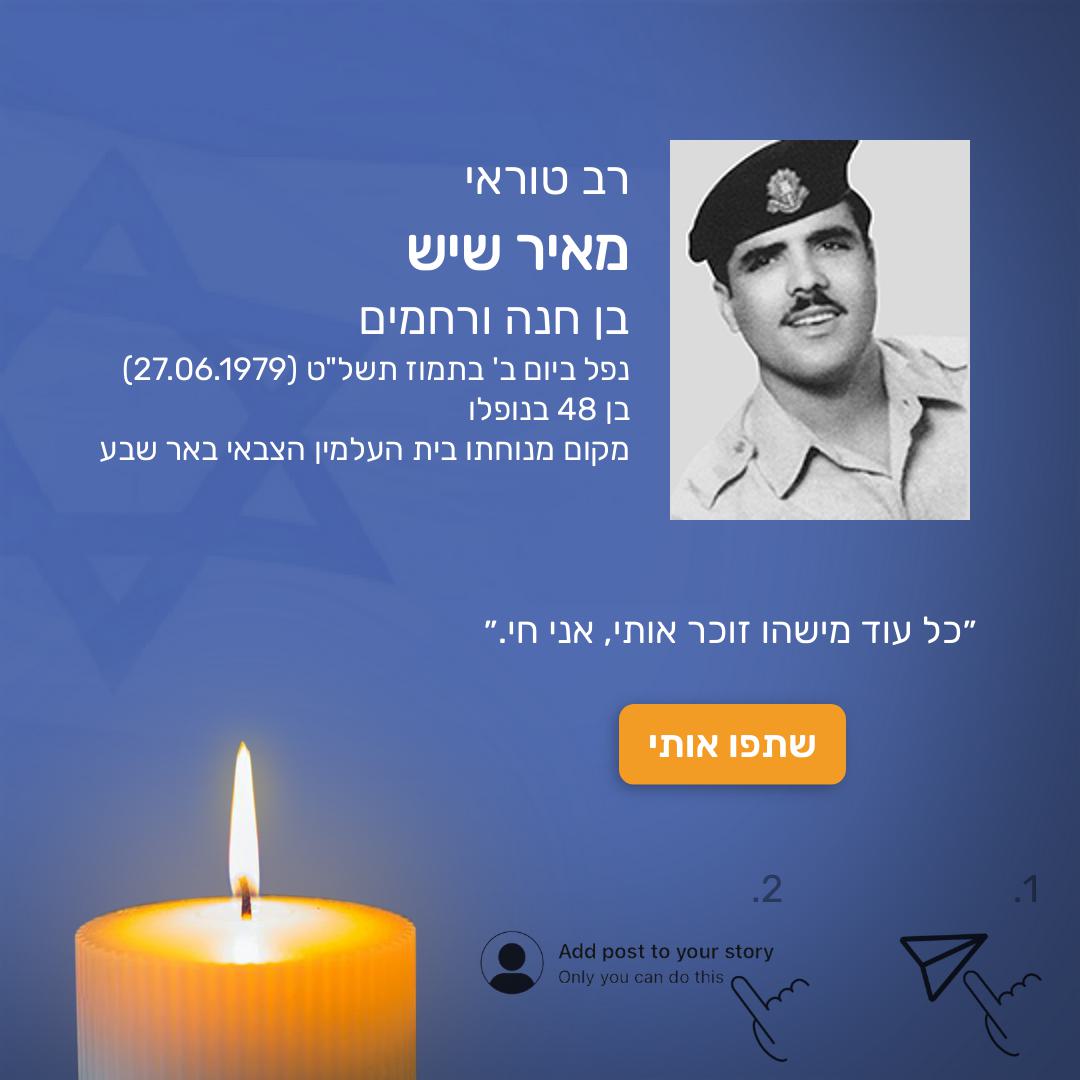 רב טוראי
מאיר שיש
בן חנה ורחמים
נפל ביום ב' בתמוז תשל"ט (27.06.1979)
בן 48 בנופלו
מקום מנוחתו בית העלמין הצבאי באר שבע
״כל עוד מישהו זוכר אותי, אני חי.״
שתפו אותי
1.
2.
Add post to your story
Only you can do this